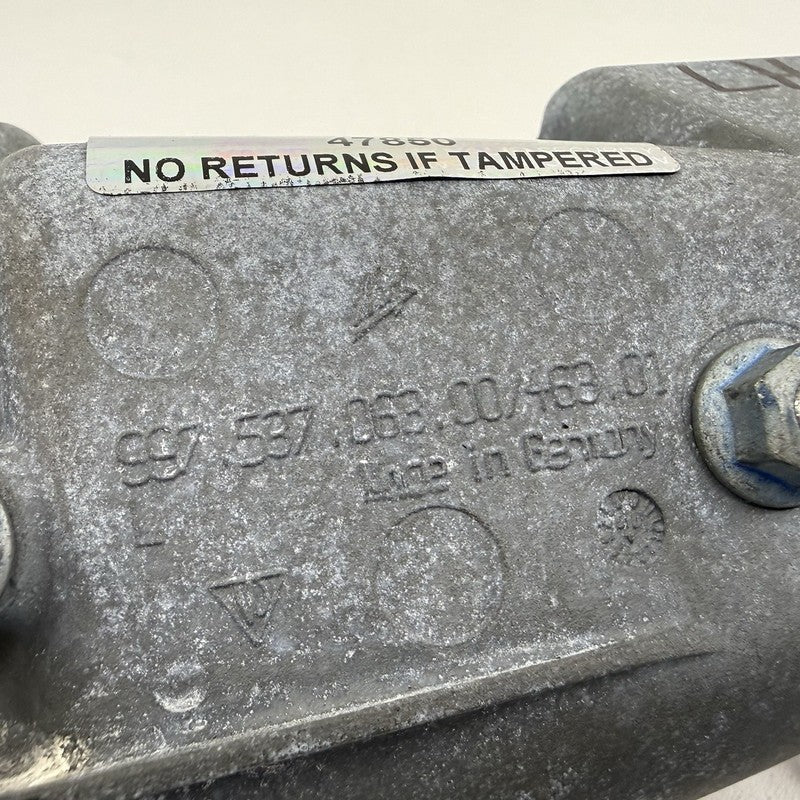 47850
NO RETURNS IF TAMPERED
997.537.063.00/463.01
Made in Germany
L